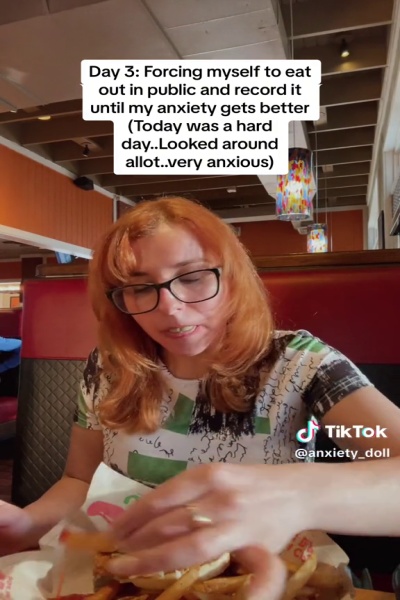 Day 3: Forcing myself to eat
out in public and record it
until my anxiety gets better
(Today was a hard
day..Looked around
allot..very anxious)
TikTok
@anxiety_doll